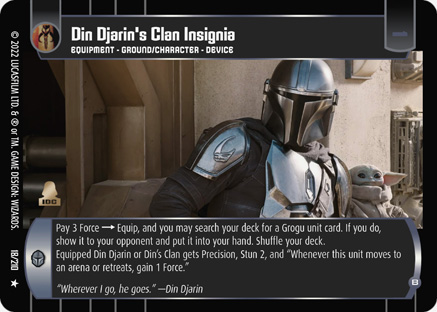 Din Djarin's Clan Insignia
EQUIPMENT - GROUND/CHARACTER - DEVICE
© 2022 LUCASFILM LTD. & ® or TM. GAME DESIGN: WIZARDS.
18/210
IDC
Pay 3 Force → Equip, and you may search your deck for a Grogu unit card. If you do,
show it to your opponent and put it into your hand. Shuffle your deck.
Equipped Din Djarin or Din's Clan gets Precision, Stun 2, and "Whenever this unit moves to
an arena or retreats, gain 1 Force."
"Wherever I go, he goes." —Din Djarin